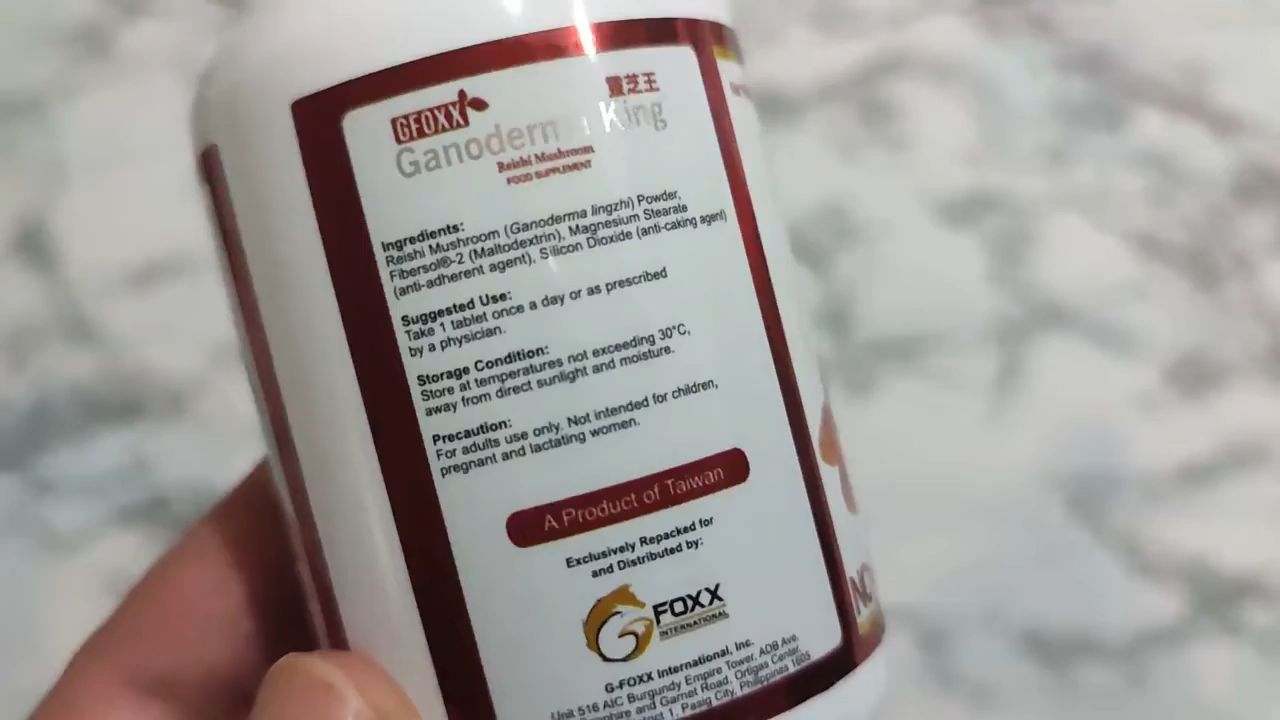 靈芝王
GFOXX
Ganoderma King
Reishi Mushroom
FOOD SUPPLEMENT
Ingredients:
Reishi Mushroom (Ganoderma lingzhi) Powder,
Fibersol®-2 (Maltodextrin), Magnesium Stearate
(anti-adherent agent), Silicon Dioxide (anti-caking agent)
Suggested Use:
Take 1 tablet once a day or as prescribed
by a physician.
Storage Condition:
Store at temperatures not exceeding 30°C,
away from direct sunlight and moisture.
Precaution:
For adults use only. Not intended for children,
pregnant and lactating women.
A Product of Taiwan
Exclusively Repacked for
and Distributed by:
G FOXX
INTERNATIONAL
G-FOXX International, Inc.
Unit 516 AIC Burgundy Empire Tower, ADB Ave.
and Garnet Road, Ortigas Center,
1, Pasig City, Philippines 1605
NO